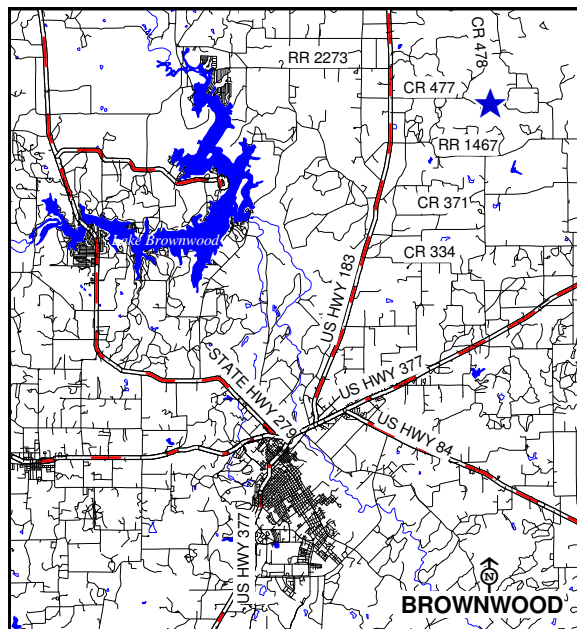 CR 478
RR 2273
CR 477
RR 1467
CR 371
Lake Brownwood
CR 334
US HWY 183
STATE HWY 279
US HWY 377
US HWY 84
US HWY 377
N
BROWNWOOD